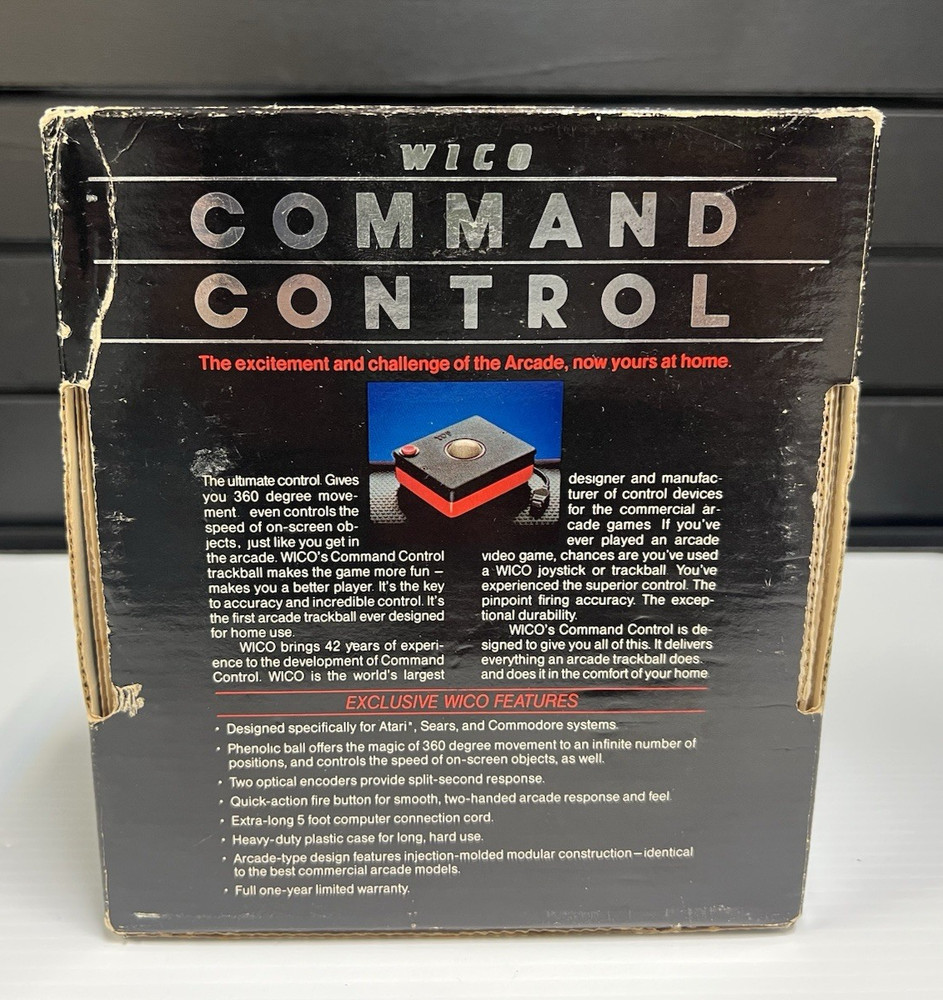 WICO
COMMAND
CONTROL
The excitement and challenge of the Arcade, now yours at home.
The ultimate control. Gives
you 360 degree move-
ment even controls the
speed of on-screen ob-
jects, just like you get in
the arcade. WICO's Command Control
trackball makes the game more fun —
makes you a better player. It's the key
to accuracy and incredible control. It's
the first arcade trackball ever designed
for home use.
WICO brings 42 years of experi-
ence to the development of Command
Control. WICO is the world's largest
designer and manufac-
turer of control devices
for the commercial ar-
cade games. If you've
ever played an arcade
video game, chances are you've used
a WICO joystick or trackball. You've
experienced the superior control. The
pinpoint firing accuracy. The excep-
tional durability.
WICO's Command Control is de-
signed to give you all of this. It delivers
everything an arcade trackball does.
and does it in the comfort of your home.
EXCLUSIVE WICO FEATURES
• Designed specifically for Atari*, Sears, and Commodore systems.
• Phenolic ball offers the magic of 360 degree movement to an infinite number of
positions, and controls the speed of on-screen objects, as well.
• Two optical encoders provide split-second response.
• Quick-action fire button for smooth, two-handed arcade response and feel.
• Extra-long 5 foot computer connection cord.
• Heavy-duty plastic case for long, hard use.
• Arcade-type design features injection-molded modular construction—identical
to the best commercial arcade models.
• Full one-year limited warranty.